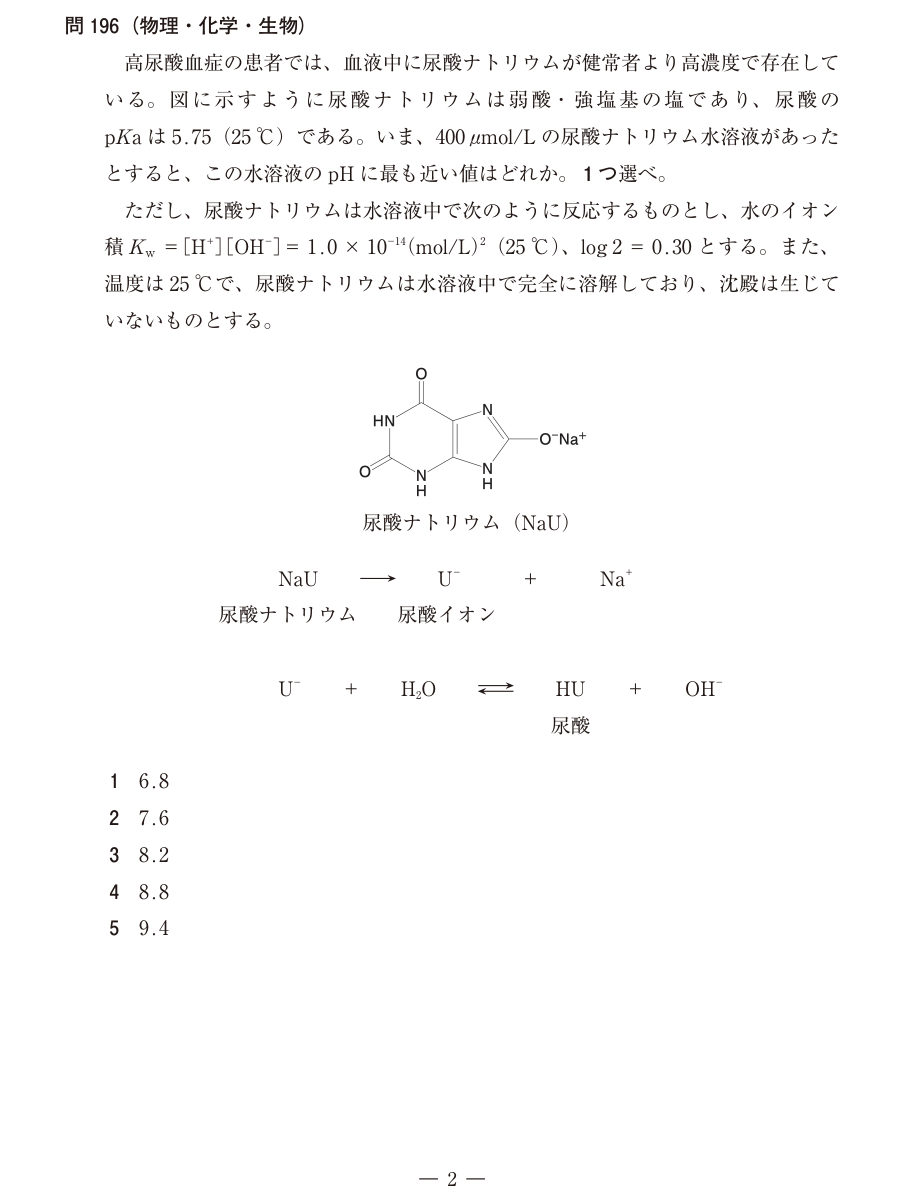 問 196 (物理・化学・生物)
高尿酸血症の患者では、血液中に尿酸ナトリウムが健常者より高濃度で存在して
いる。図に示すように尿酸ナトリウムは弱酸・強塩基の塩であり、尿酸の
pKa は 5.75 (25 ℃) である。いま、400 μmol/L の尿酸ナトリウム水溶液があった
とすると、この水溶液の pH に最も近い値はどれか。1つ選べ。
ただし、尿酸ナトリウムは水溶液中で次のように反応するものとし、水のイオン
積 Kw = [H⁺][OH⁻] = 1.0 × 10⁻¹⁴(mol/L)² (25 ℃)、log 2 = 0.30 とする。また、
温度は 25 ℃で、尿酸ナトリウムは水溶液中で完全に溶解しており、沈殿は生じて
いないものとする。
O
HN N
O⁻Na⁺
O N N
H H
尿酸ナトリウム (NaU)
NaU ⟶ U⁻ + Na⁺
尿酸ナトリウム 尿酸イオン
U⁻ + H₂O ⇄ HU + OH⁻
尿酸
1 6.8
2 7.6
3 8.2
4 8.8
5 9.4
— 2 —